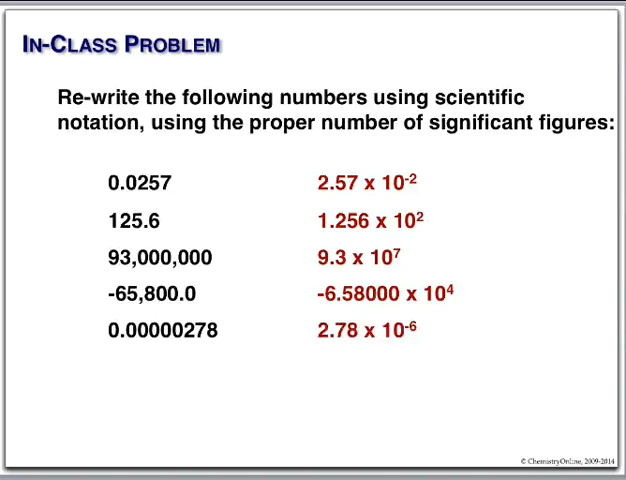 IN-CLASS PROBLEM
Re-write the following numbers using scientific
notation, using the proper number of significant figures:
0.0257 2.57 x 10⁻²
125.6 1.256 x 10²
93,000,000 9.3 x 10⁷
-65,800.0 -6.58000 x 10⁴
0.00000278 2.78 x 10⁻⁶
© ChemistryOnline, 2009-2014